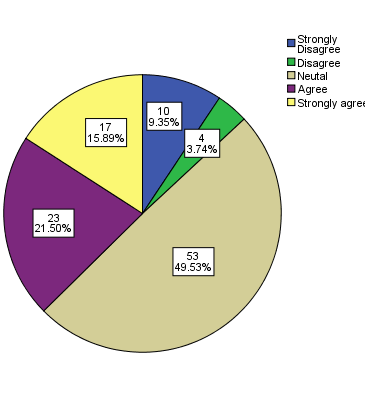 Strongly
Disagree
Disagree
Neutal
Agree
Strongly agree
10
9.35%
4
3.74%
17
15.89%
23
21.50%
53
49.53%